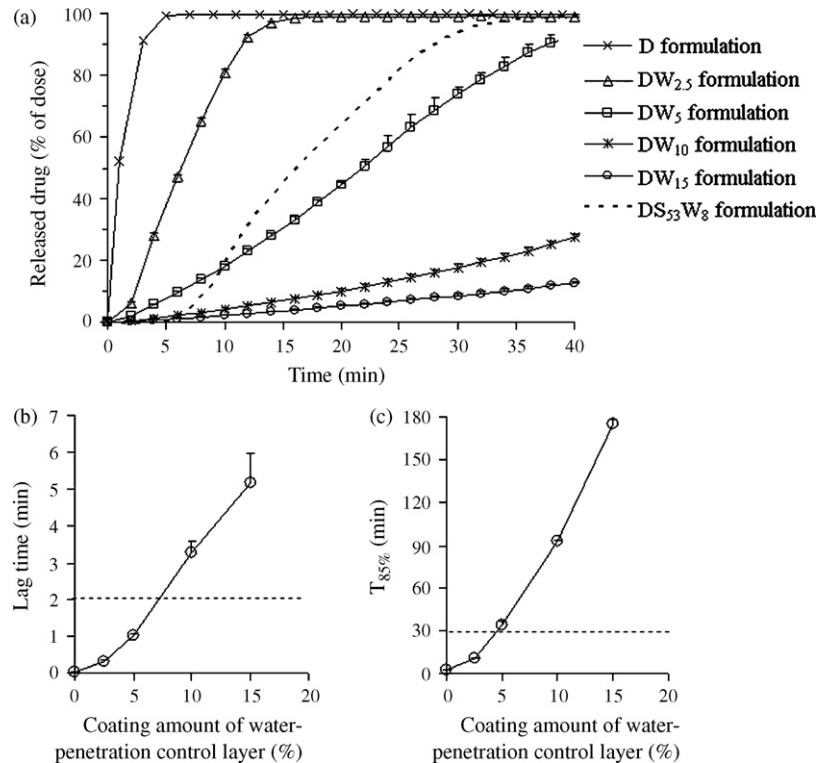 (a)
100
80
60
40
20
0
Released drug (% of dose)
0 5 10 15 20 25 30 35 40
Time (min)
D formulation
DW2.5 formulation
DW5 formulation
DW10 formulation
DW15 formulation
DS53W8 formulation
(b)
7
6
5
4
3
2
1
0
Lag time (min)
0 5 10 15 20
Coating amount of water-
penetration control layer (%)
(c)
180
150
120
90
60
30
0
T85% (min)
0 5 10 15 20
Coating amount of water-
penetration control layer (%)